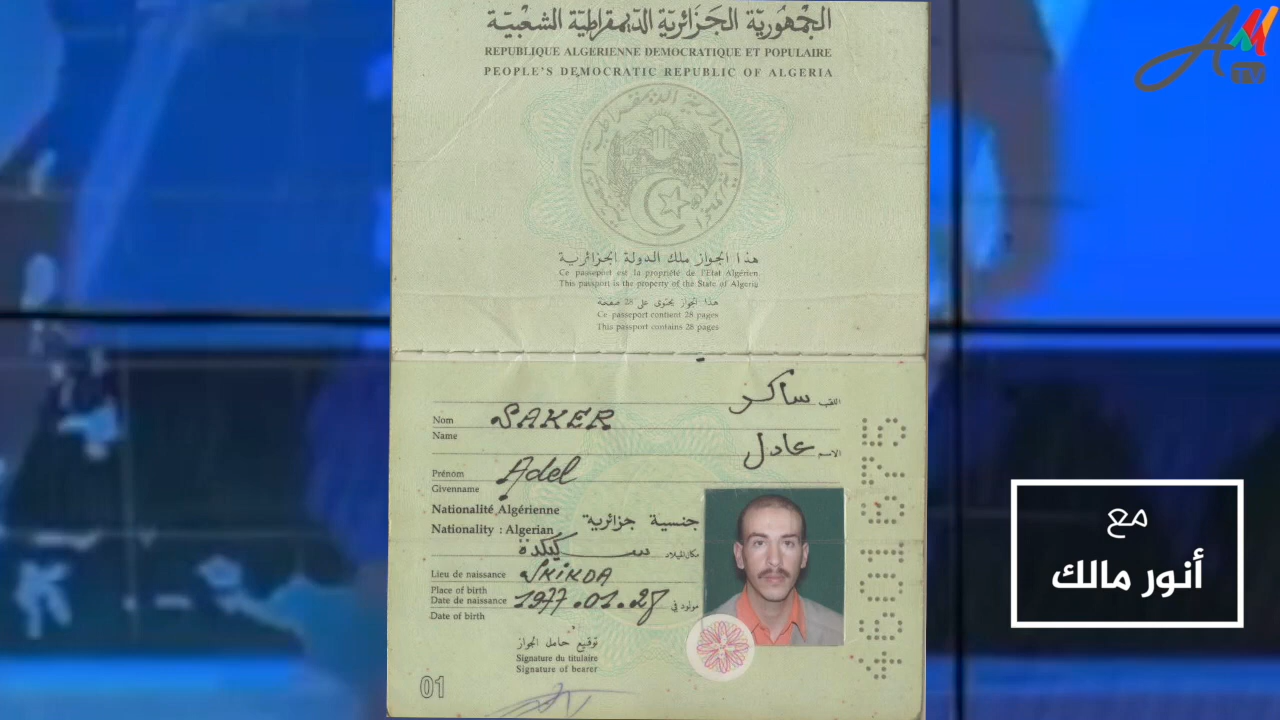 الجمهورية الجزائرية الديمقراطية الشعبية
REPUBLIQUE ALGERIENNE DEMOCRATIQUE ET POPULAIRE
PEOPLE'S DEMOCRATIC REPUBLIC OF ALGERIA
هذا الجواز ملك الدولة الجزائرية
Ce passeport est la propriété de l'Etat Algérien
This passport is the property of the State of Algeria
هذا الجواز يحتوى على 28 صفحة
Ce passeport contient 28 pages
This passport contains 28 pages
اللقب ساكر
Nom SAKER
Name
الاسم عادل
Prénom Adel
Givenname
Nationalité Algérienne
Nationality : Algerian جنسية جزائرية
مكان الميلاد سكيكدة
Lieu de naissance SKIKDA
Place of birth
Date de naissance 1977.01.28 مولود في
Date of birth
توقيع حامل الجواز
Signature du titulaire
Signature of bearer
01
TV
مع
أنور مالك